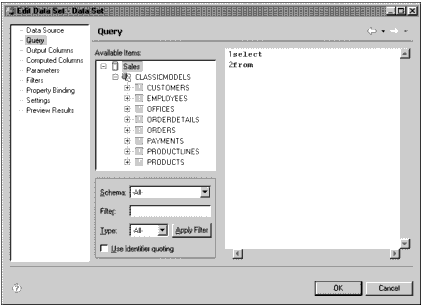 Edit Data Set - Data Set
Data Source
Query
Output Columns
Computed Columns
Parameters
Filters
Property Binding
Settings
Preview Results
Query
Available Items:
Sales
CLASSICMODELS
CUSTOMERS
EMPLOYEES
OFFICES
ORDERDETAILS
ORDERS
PAYMENTS
PRODUCTLINES
PRODUCTS
Schema: -All-
Filter:
Type: -All- Apply Filter
Use identifier quoting
1select
2from
OK Cancel